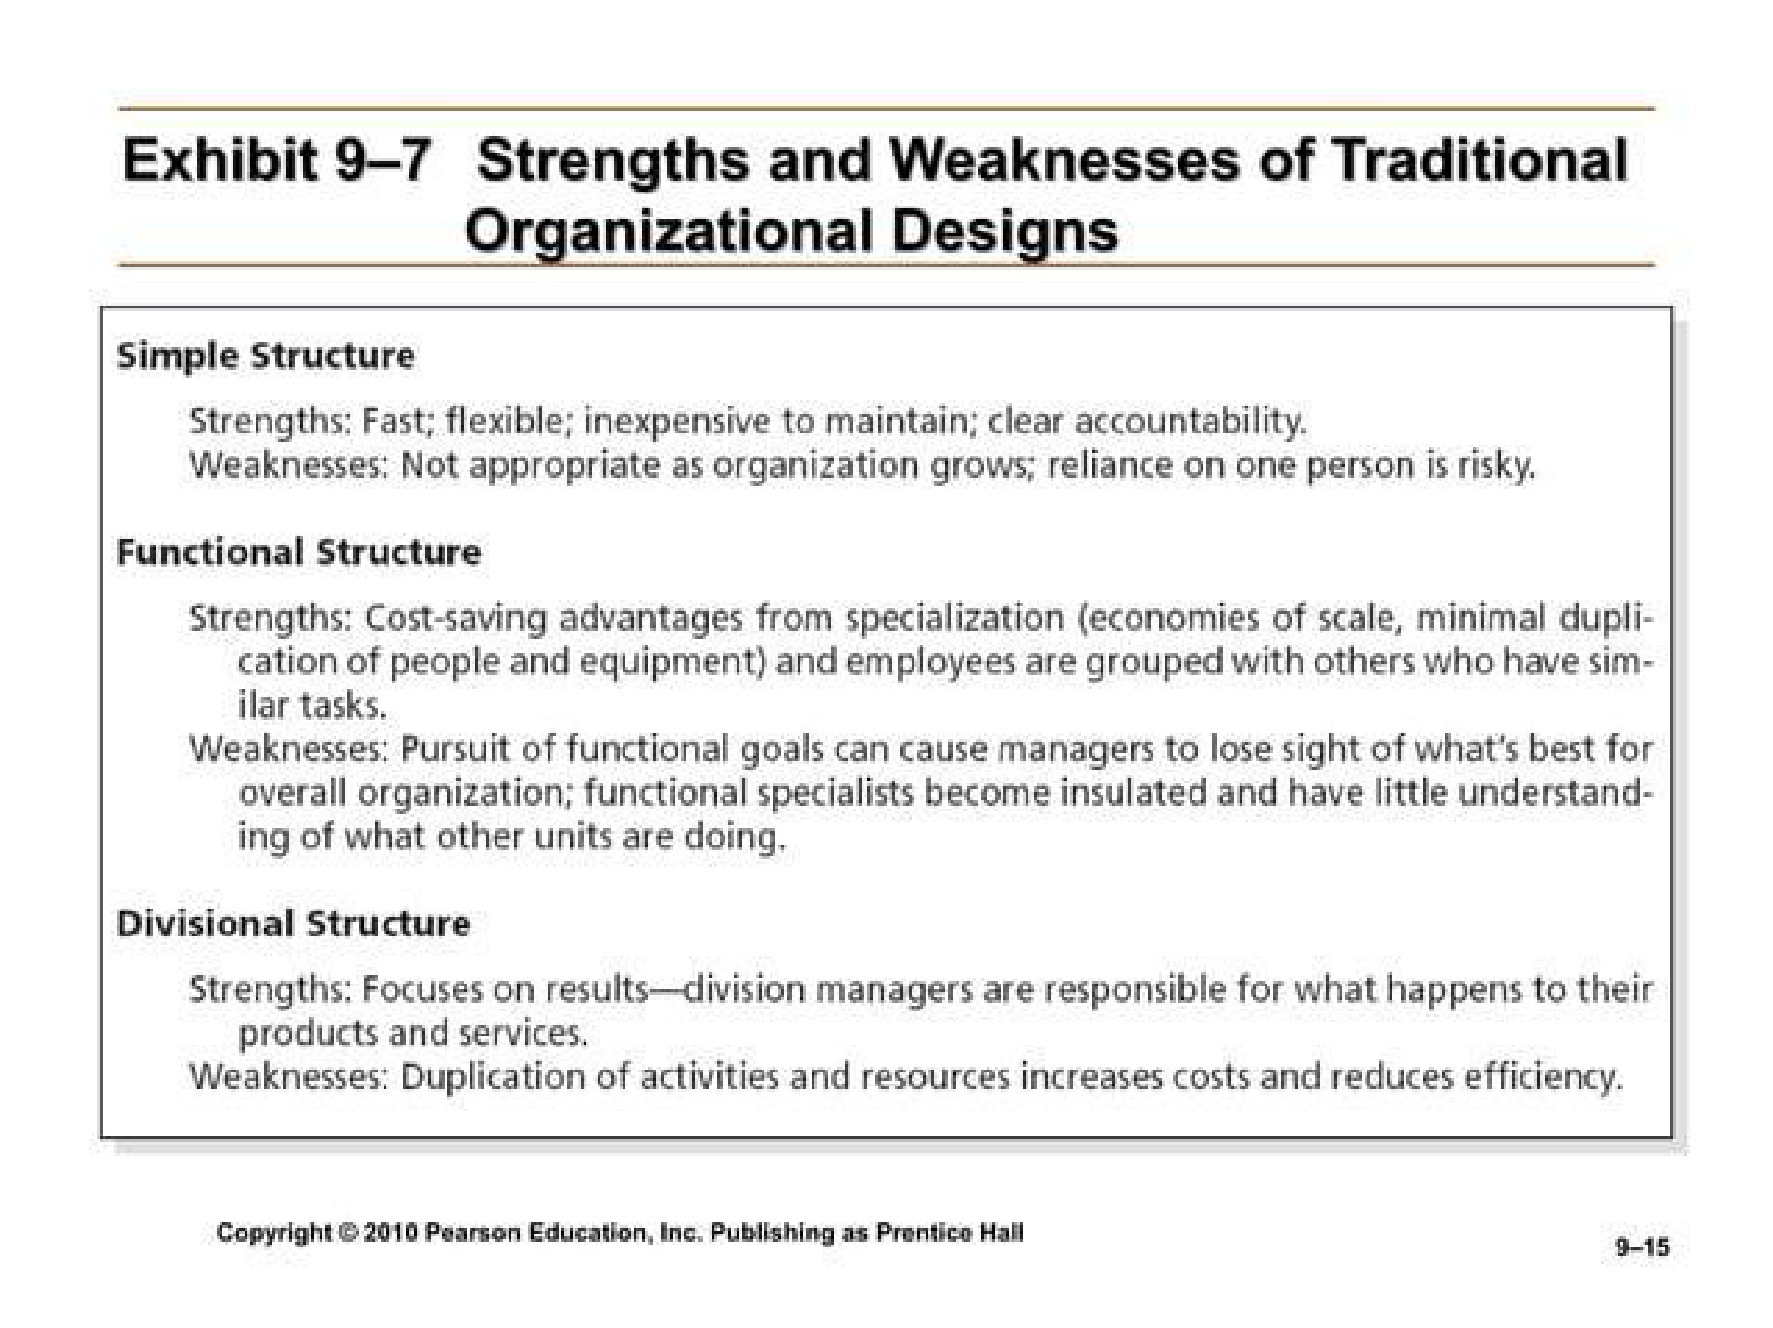 Exhibit 9–7 Strengths and Weaknesses of Traditional
Organizational Designs
Simple Structure
Strengths: Fast; flexible; inexpensive to maintain; clear accountability.
Weaknesses: Not appropriate as organization grows; reliance on one person is risky.
Functional Structure
Strengths: Cost-saving advantages from specialization (economies of scale, minimal dupli-
cation of people and equipment) and employees are grouped with others who have sim-
ilar tasks.
Weaknesses: Pursuit of functional goals can cause managers to lose sight of what's best for
overall organization; functional specialists become insulated and have little understand-
ing of what other units are doing.
Divisional Structure
Strengths: Focuses on results—division managers are responsible for what happens to their
products and services.
Weaknesses: Duplication of activities and resources increases costs and reduces efficiency.
Copyright © 2010 Pearson Education, Inc. Publishing as Prentice Hall
9–15